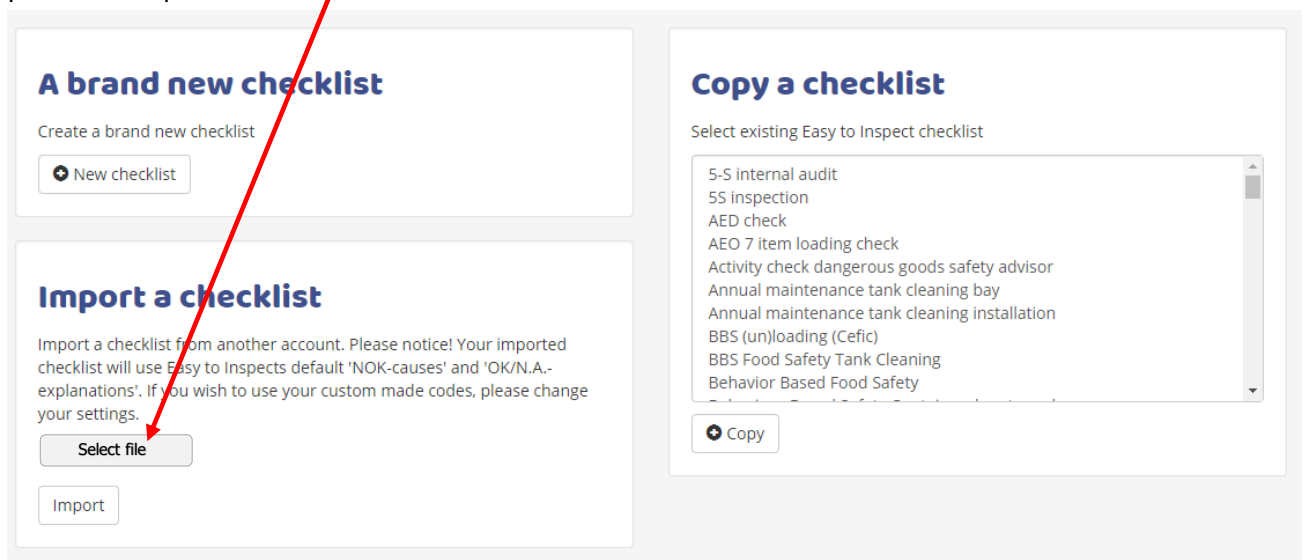 A brand new checklist
Create a brand new checklist
New checklist
Import a checklist
Import a checklist from another account. Please notice! Your imported
checklist will use Easy to Inspects default 'NOK-causes' and 'OK/N.A.-
explanations'. If you wish to use your custom made codes, please change
your settings.
Select file
Import
Copy a checklist
Select existing Easy to Inspect checklist
5-S internal audit
5S inspection
AED check
AEO 7 item loading check
Activity check dangerous goods safety advisor
Annual maintenance tank cleaning bay
Annual maintenance tank cleaning installation
BBS (un)loading (Cefic)
BBS Food Safety Tank Cleaning
Behavior Based Food Safety
Copy